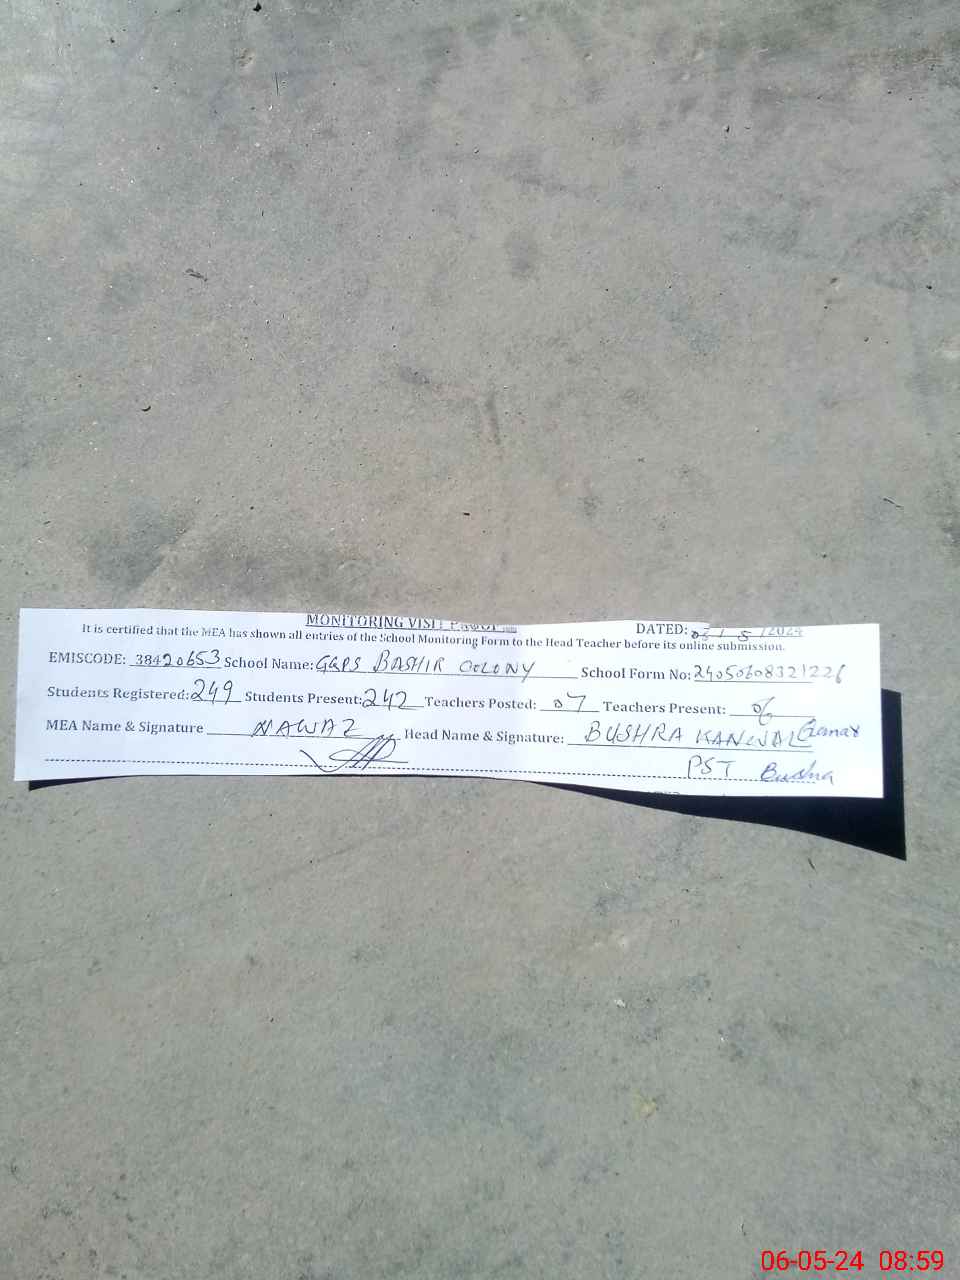 MONITORING VISIT PROOF
DATED: /5/2024
It is certified that the MEA has shown all entries of the School Monitoring Form to the Head Teacher before its online submission.
EMISCODE: 38420653 School Name: GGPS BASHIR COLONY School Form No: 2405060832122
Students Registered: 249 Students Present: 242 Teachers Posted: 07 Teachers Present: 06
MEA Name & Signature NAWAZ Head Name & Signature: BUSHRA KANWAL
PST Bushra
06-05-24 08:59